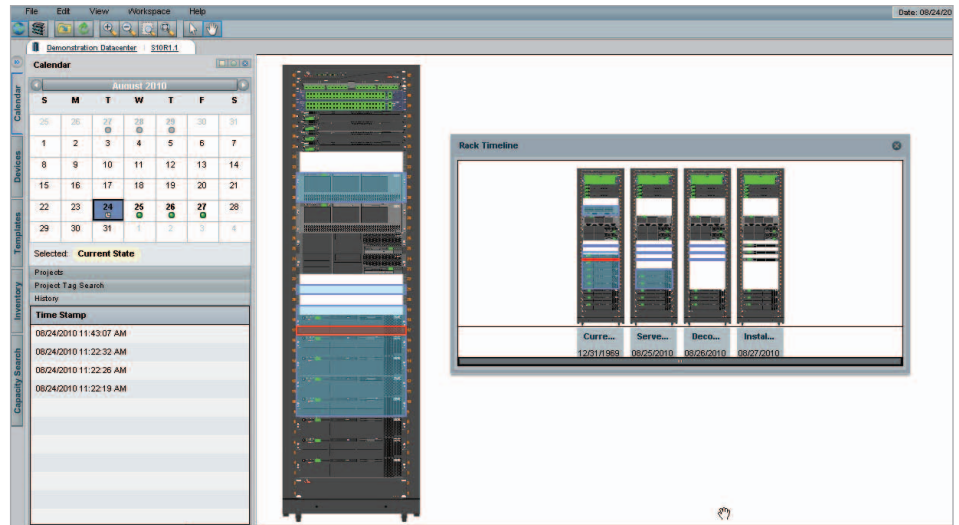 File Edit View Workspace Help
Date: 08/24/20
Demonstration Datacenter S10R1.1
Calendar
August 2010
S M T W T F S
25 26 27 28 29 30 31
1 2 3 4 5 6 7
8 9 10 11 12 13 14
15 16 17 18 19 20 21
22 23 24 25 26 27 28
29 30 31 1 2 3 4
Selected: Current State
Projects
Project Tag Search
History
Time Stamp
08/24/2010 11:43:07 AM
08/24/2010 11:22:32 AM
08/24/2010 11:22:26 AM
08/24/2010 11:22:19 AM
Calendar
Devices
Templates
Inventory
Capacity Search
Rack Timeline
Curre... Serve... Deco... Instal...
12/31/1969 08/25/2010 08/26/2010 08/27/2010